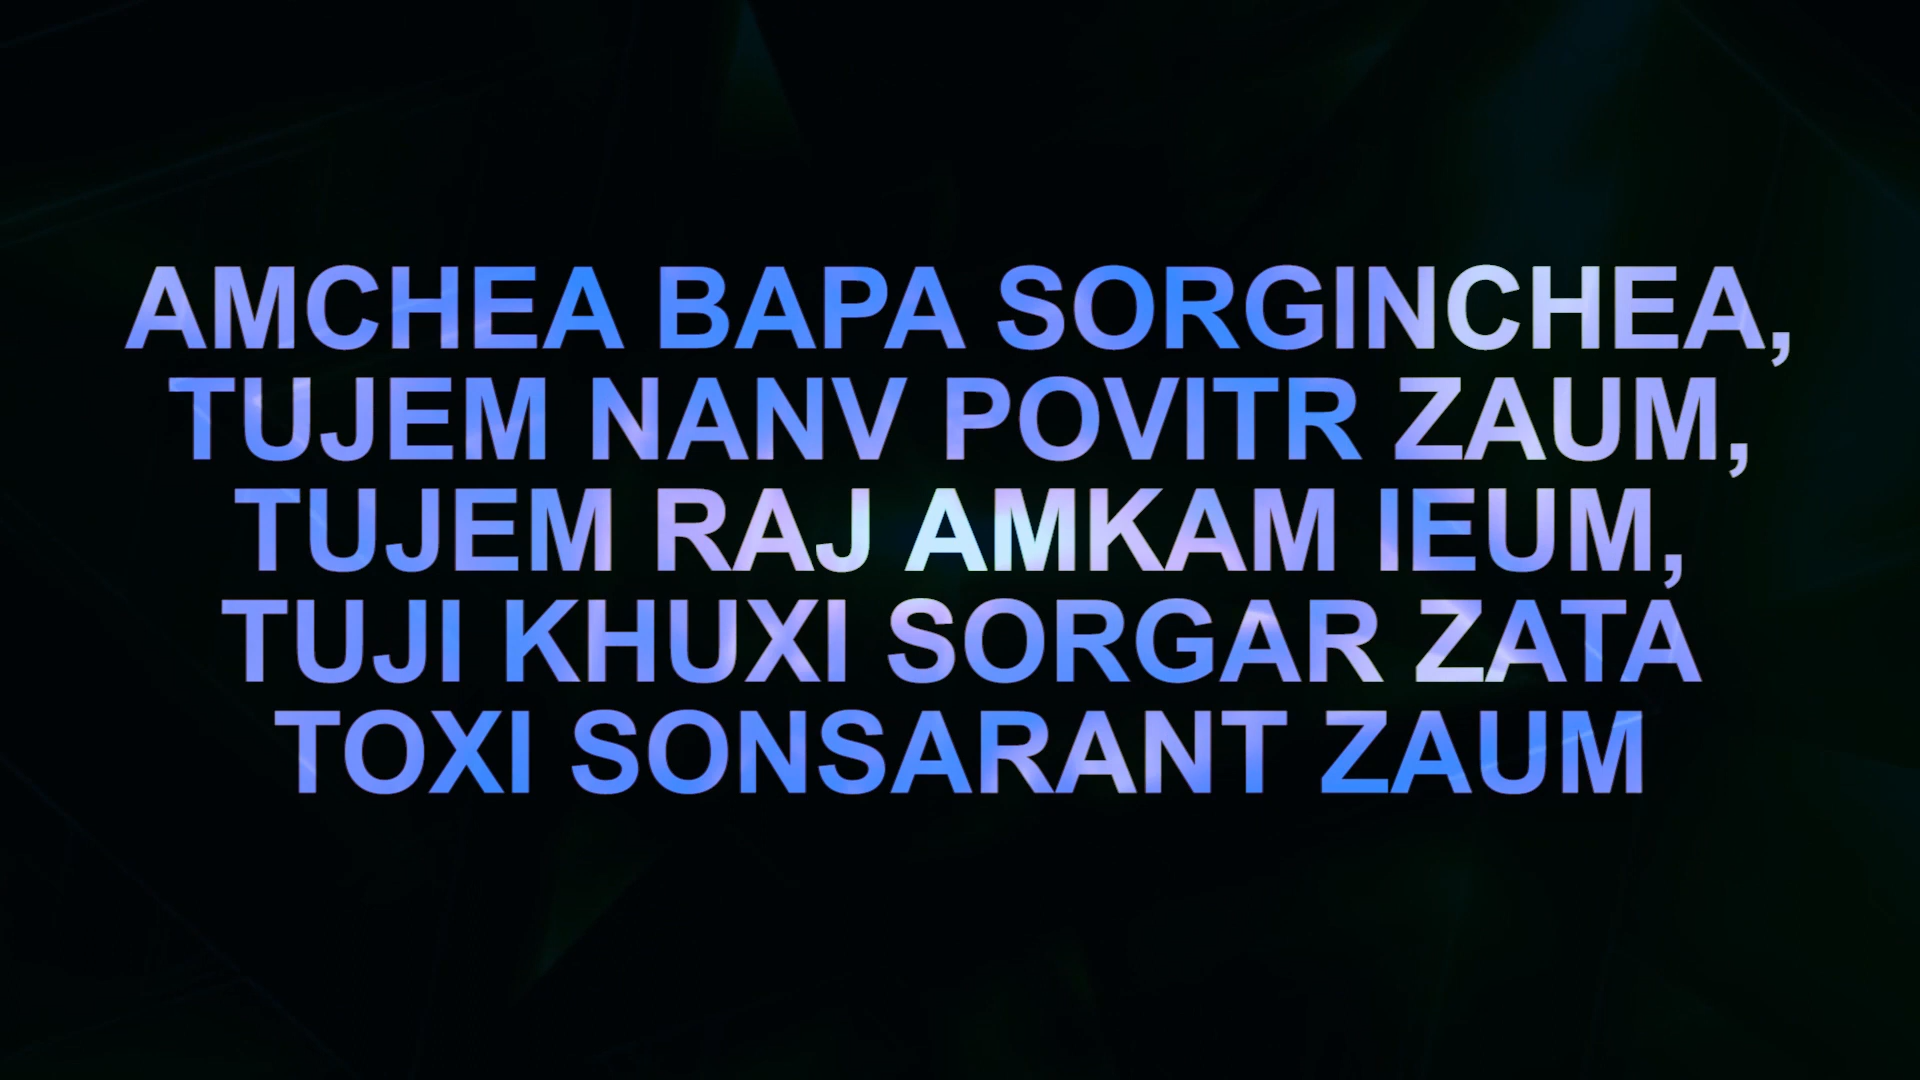 AMCHEA BAPA SORGINCHEA,
TUJEM NANV POVITR ZAUM,
TUJEM RAJ AMKAM IEUM,
TUJI KHUXI SORGAR ZATA
TOXI SONSARANT ZAUM